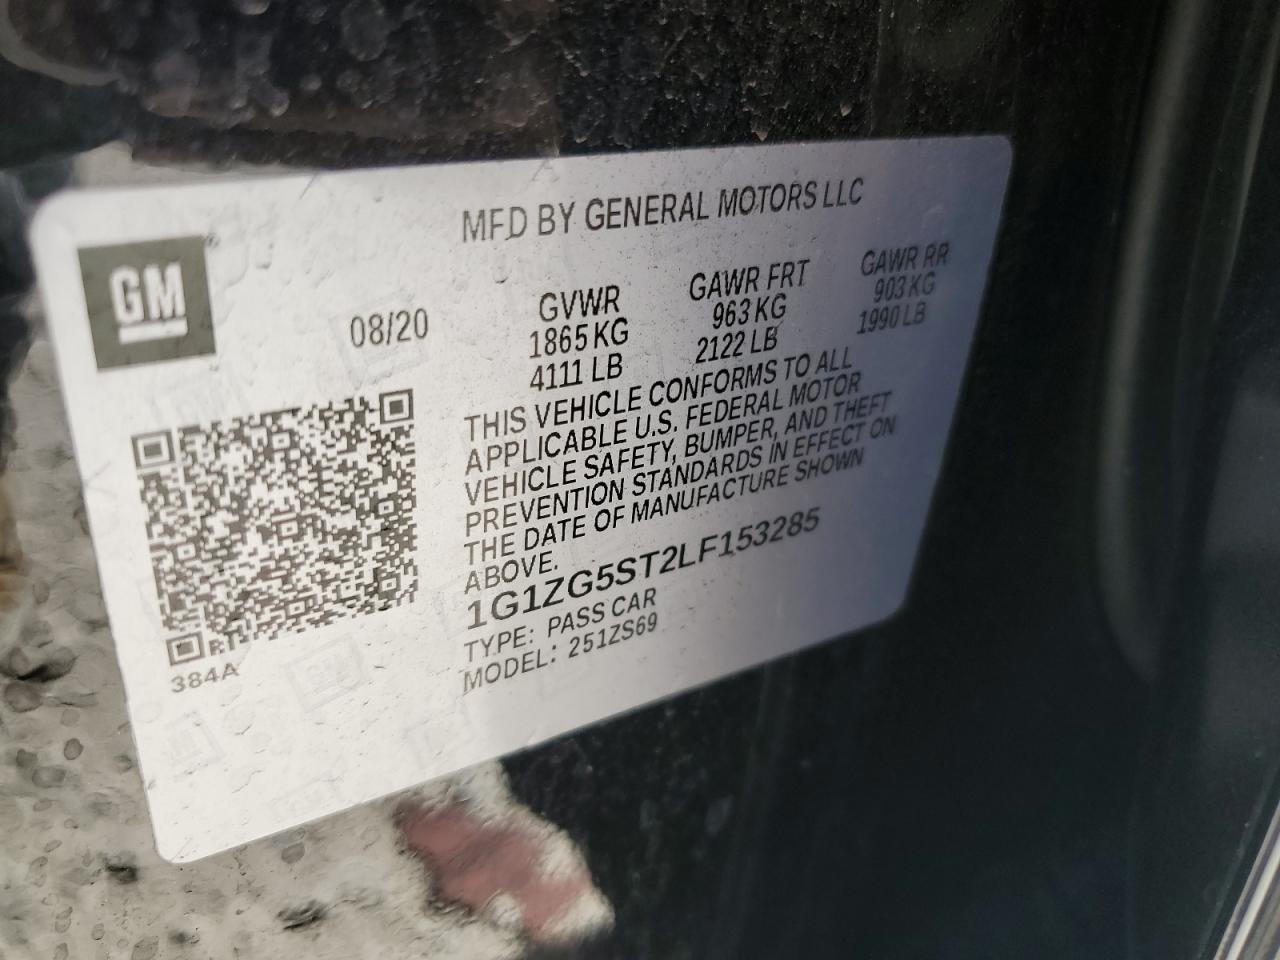 MFD BY GENERAL MOTORS LLC
GM
08/20
GVWR
1865 KG
4111 LB
GAWR FRT
963 KG
2122 LB
GAWR RR
903 KG
1990 LB
THIS VEHICLE CONFORMS TO ALL
APPLICABLE U.S. FEDERAL MOTOR
VEHICLE SAFETY, BUMPER, AND THEFT
PREVENTION STANDARDS IN EFFECT ON
THE DATE OF MANUFACTURE SHOWN
ABOVE.
1G1ZG5ST2LF153285
TYPE: PASS CAR
MODEL: 251ZS69
384A